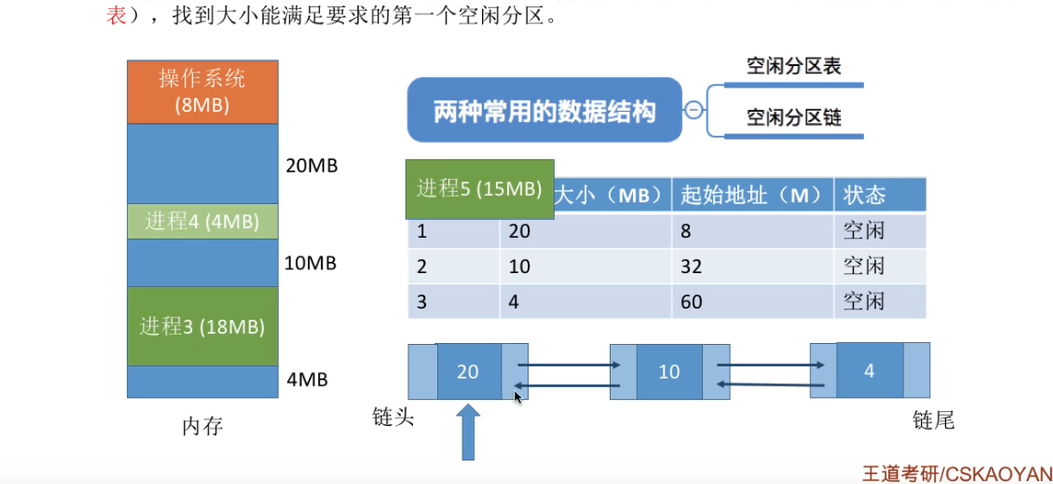 表），找到大小能满足要求的第一个空闲分区。
操作系统
(8MB)
20MB
进程4 (4MB)
10MB
进程3 (18MB)
4MB
内存
两种常用的数据结构
空闲分区表
空闲分区链
进程5 (15MB)
大小（MB） 起始地址（M） 状态
1 20 8 空闲
2 10 32 空闲
3 4 60 空闲
20 10 4
链头
链尾
王道考研/CSKAOYAN